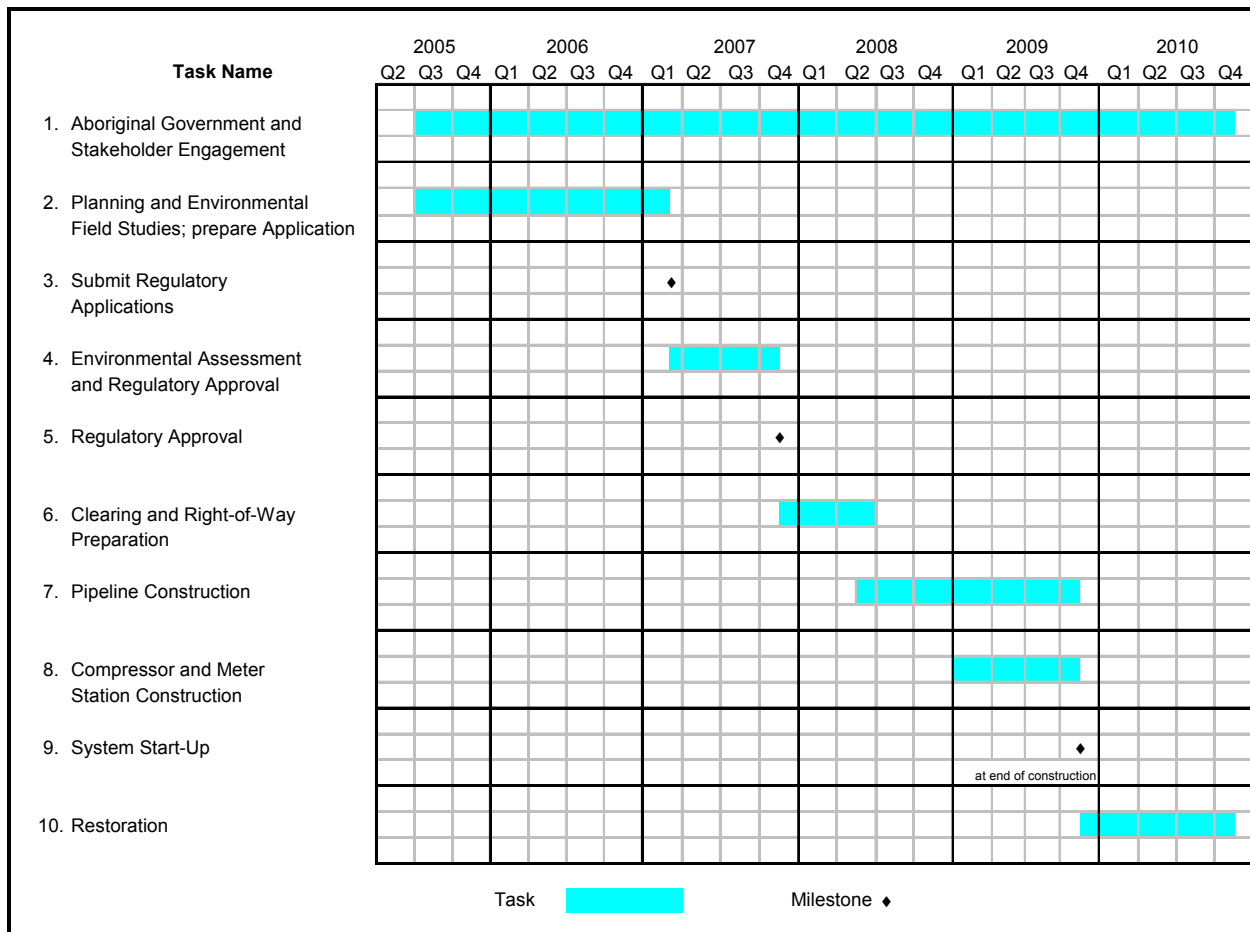 2005 2006 2007 2008 2009 2010
Task Name Q2 Q3 Q4 Q1 Q2 Q3 Q4 Q1 Q2 Q3 Q4 Q1 Q2 Q3 Q4 Q1 Q2 Q3 Q4 Q1 Q2 Q3 Q4
1. Aboriginal Government and
Stakeholder Engagement
2. Planning and Environmental
Field Studies; prepare Application
3. Submit Regulatory
Applications
4. Environmental Assessment
and Regulatory Approval
5. Regulatory Approval
6. Clearing and Right-of-Way
Preparation
7. Pipeline Construction
8. Compressor and Meter
Station Construction
9. System Start-Up
at end of construction
10. Restoration
Task Milestone ♦